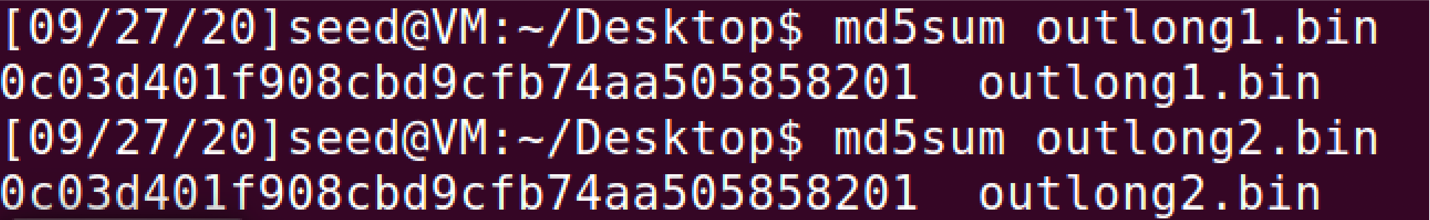 [09/27/20]seed@VM:~/Desktop$ md5sum outlong1.bin
0c03d401f908cbd9cfb74aa505858201  outlong1.bin
[09/27/20]seed@VM:~/Desktop$ md5sum outlong2.bin
0c03d401f908cbd9cfb74aa505858201  outlong2.bin